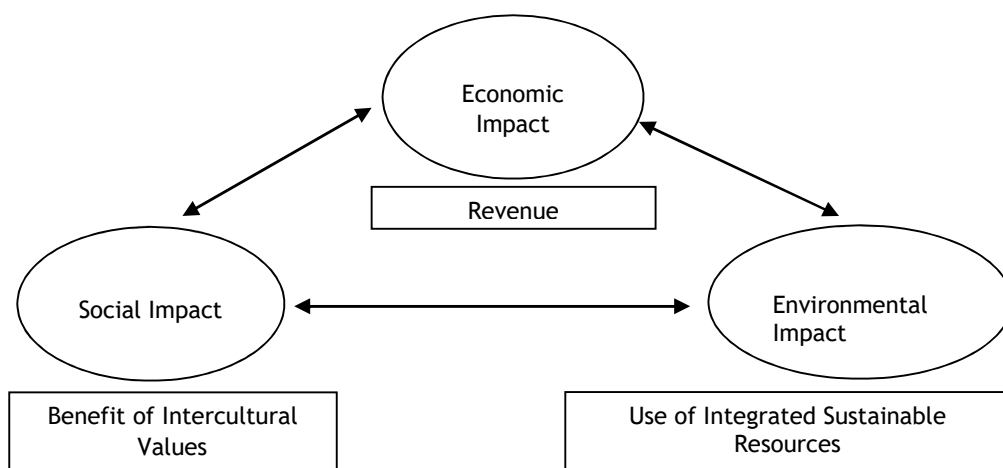 Economic
Impact
Revenue
Social Impact
Environmental
Impact
Benefit of Intercultural
Values
Use of Integrated Sustainable
Resources